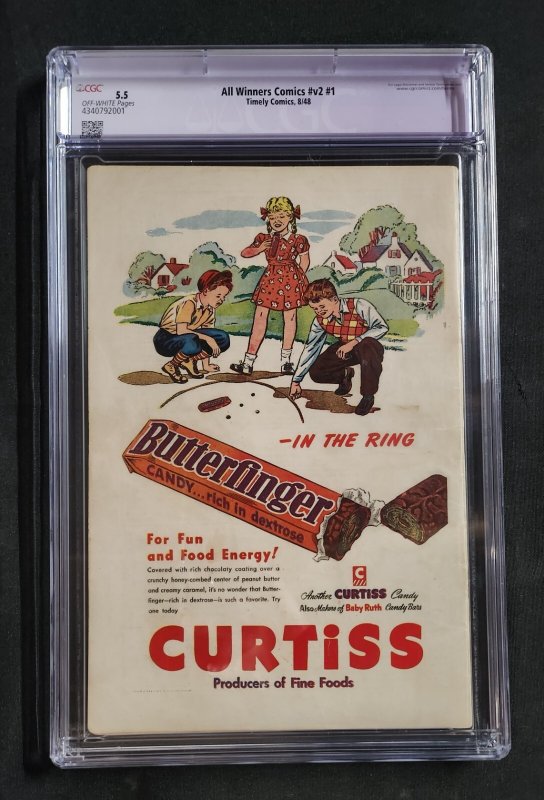 CGC
5.5
OFF-WHITE Pages
4340792001
All Winners Comics #v2 #1
Timely Comics, 8/48
-IN THE RING
Butterfinger
CANDY...rich in dextrose
For Fun
and Food Energy!
Covered with rich chocolaty coating over a
crunchy honey-combed center of peanut butter
and creamy caramel, it's no wonder that Butter-
finger-rich in dextrose-is such a favorite. Try
one today
C
Another CURTISS Candy
Also Makers of Baby Ruth Candy Bars
CURTiSS
Producers of Fine Foods